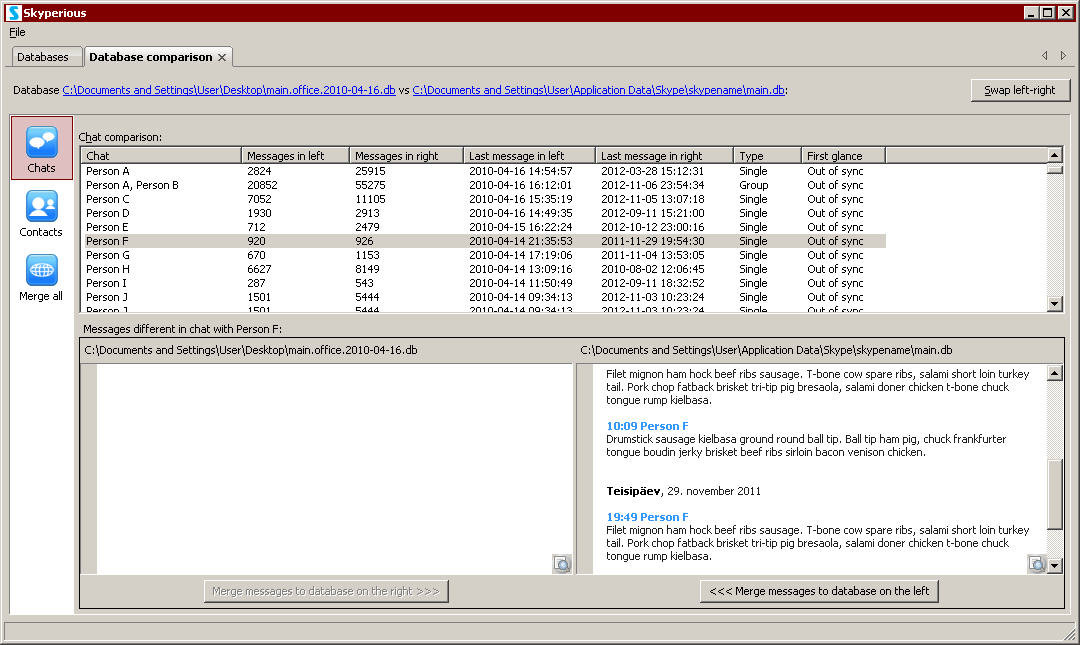 Skyperious
File
Databases
Database comparison
Database C:\Documents and Settings\User\Desktop\main.office.2010-04-16.db vs C:\Documents and Settings\User\Application Data\Skype\skypename\main.db:
Swap left-right
Chats
Contacts
Merge all
Chat comparison:
Chat Messages in left Messages in right Last message in left Last message in right Type First glance
Person A 2824 25915 2010-04-16 14:54:57 2012-03-28 15:12:31 Single Out of sync
Person A, Person B 20852 55275 2010-04-16 16:12:01 2012-11-06 23:54:34 Group Out of sync
Person C 7052 11105 2010-04-16 15:35:19 2012-11-05 13:07:18 Single Out of sync
Person D 1930 2913 2010-04-16 14:49:35 2012-09-11 15:21:00 Single Out of sync
Person E 712 2479 2010-04-15 16:22:24 2012-10-12 23:00:16 Single Out of sync
Person F 920 926 2010-04-14 21:35:53 2011-11-29 19:54:30 Single Out of sync
Person G 670 1153 2010-04-14 17:19:06 2011-11-04 13:53:05 Single Out of sync
Person H 6627 8149 2010-04-14 13:09:16 2010-08-02 12:06:45 Single Out of sync
Person I 287 543 2010-04-14 11:50:49 2012-09-11 18:32:52 Single Out of sync
Person J 1501 5444 2010-04-14 09:34:13 2012-11-03 10:23:24 Single Out of sync
Person J 1501 5444 2010-04-14 09:34:13 2012-11-03 10:23:24 Single Out of sync
Messages different in chat with Person F:
C:\Documents and Settings\User\Desktop\main.office.2010-04-16.db
C:\Documents and Settings\User\Application Data\Skype\skypename\main.db
Filet mignon ham hock beef ribs sausage. T-bone cow spare ribs, salami short loin turkey
tail. Pork chop fatback brisket tri-tip pig bresaola, salami doner chicken t-bone chuck
tongue rump kielbasa.
10:09 Person F
Drumstick sausage kielbasa ground round ball tip. Ball tip ham pig, chuck frankfurter
tongue boudin jerky brisket beef ribs sirloin bacon venison chicken.
Teisipäev, 29. november 2011
19:49 Person F
Filet mignon ham hock beef ribs sausage. T-bone cow spare ribs, salami short loin turkey
tail. Pork chop fatback brisket tri-tip pig bresaola, salami doner chicken t-bone chuck
tongue rump kielbasa.
Merge messages to database on the right >>>
<<< Merge messages to database on the left